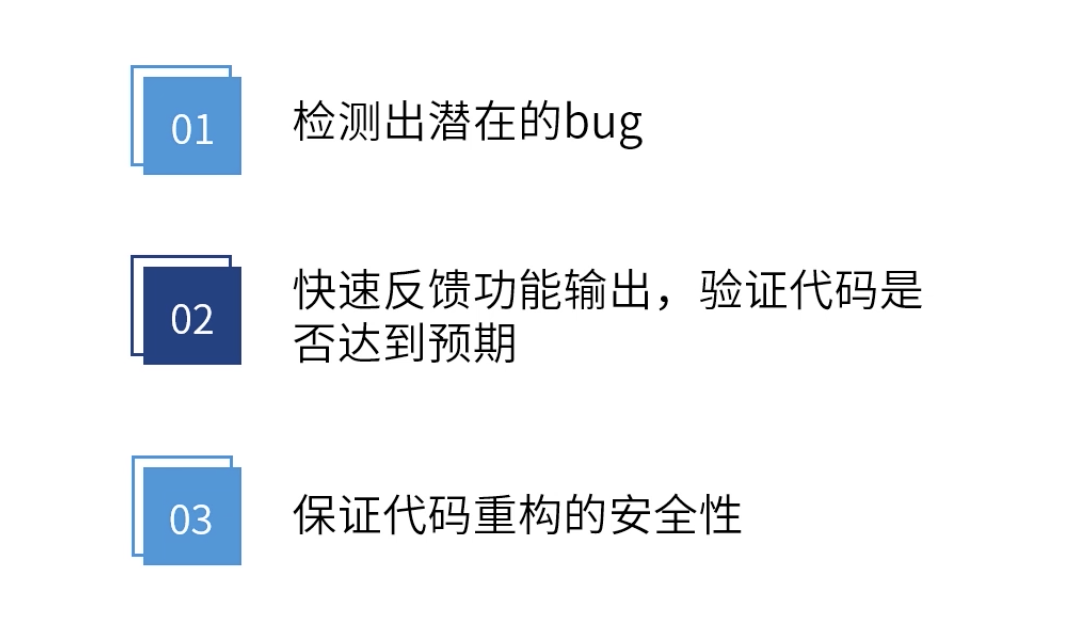 01
检测出潜在的bug
02
快速反馈功能输出，验证代码是
否达到预期
03
保证代码重构的安全性